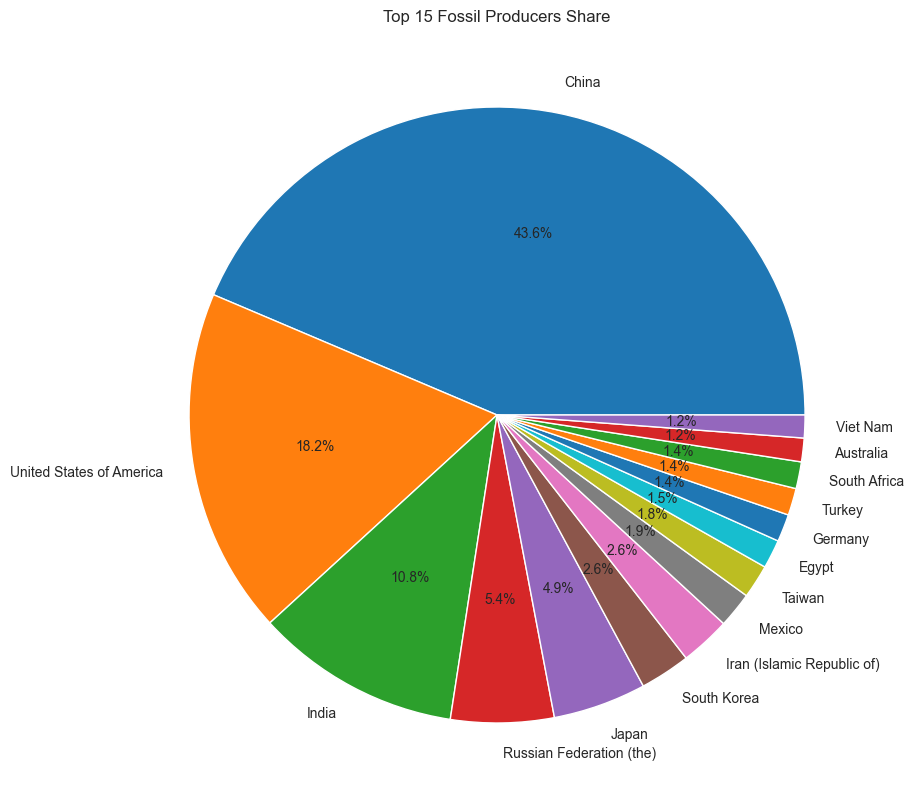 Top 15 Fossil Producers Share
China
43.6%
United States of America
18.2%
India
10.8%
Russian Federation (the)
5.4%
Japan
4.9%
South Korea
2.6%
Iran (Islamic Republic of)
2.6%
Mexico
1.9%
Taiwan
1.8%
Egypt
1.5%
Germany
1.4%
Turkey
1.4%
South Africa
1.4%
Australia
1.2%
Viet Nam
1.2%